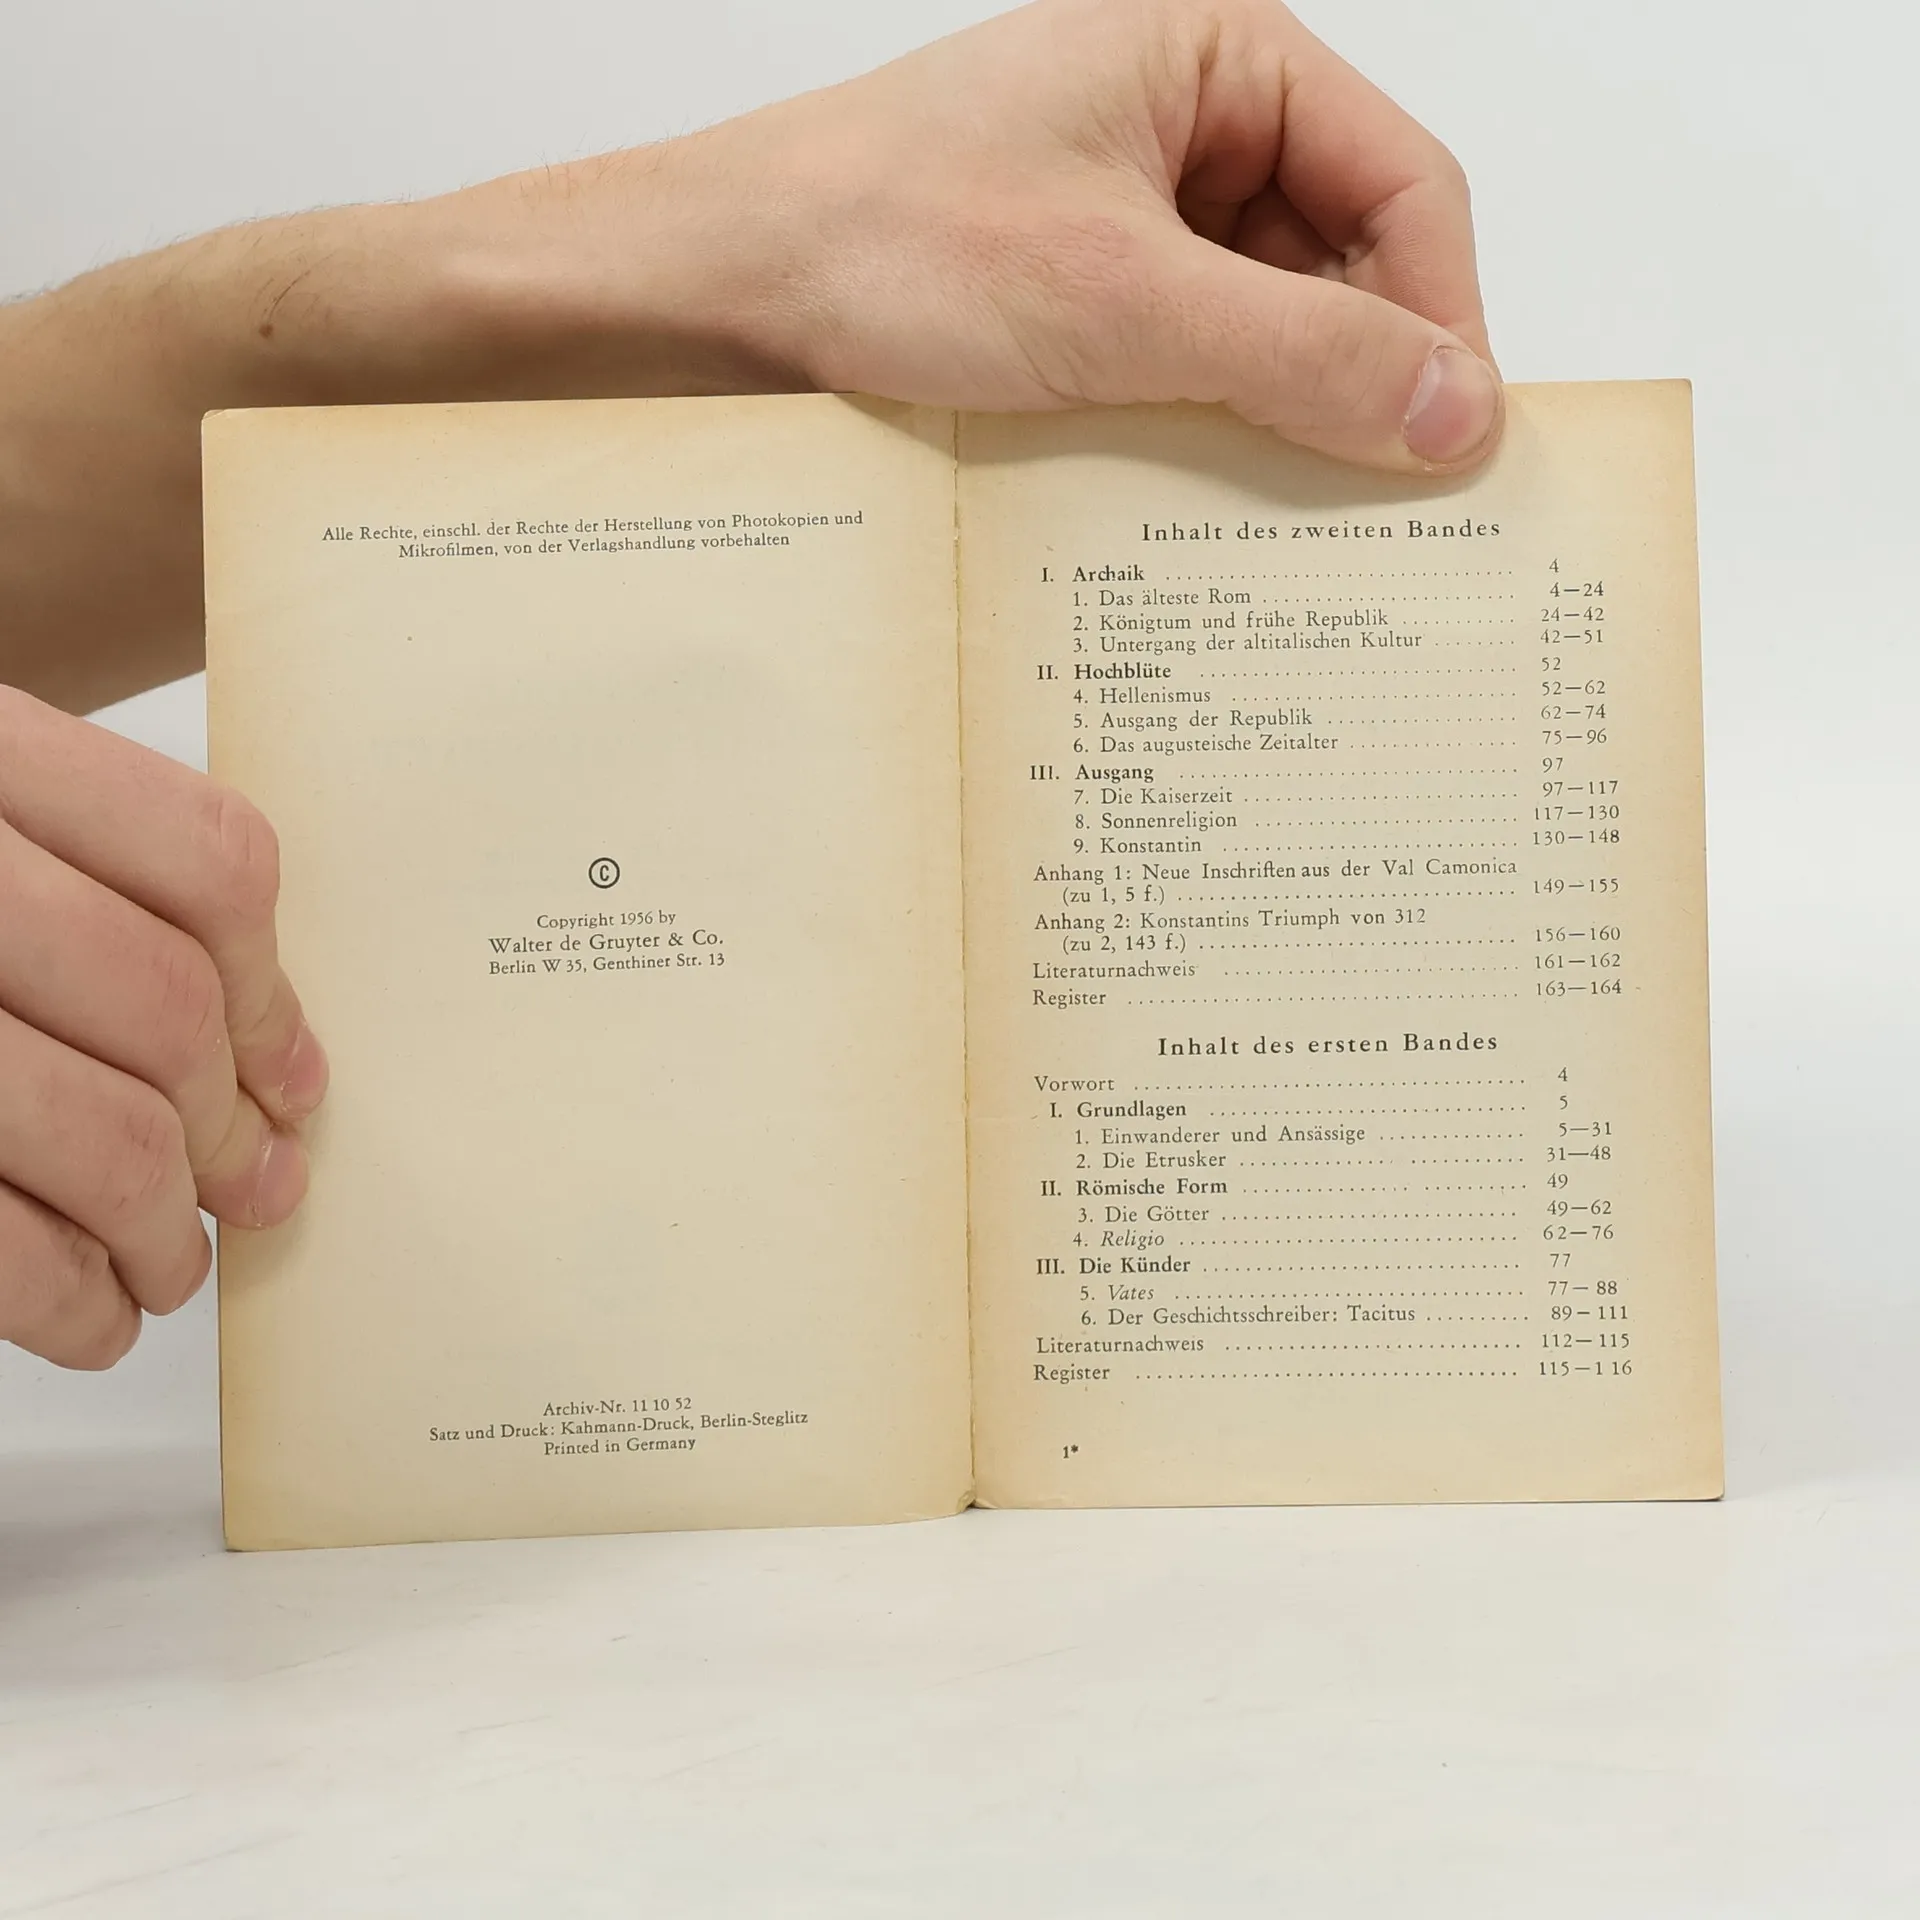 Alle Rechte, einschl. der Rechte der Herstellung von Photokopien und
Mikrofilmen, von der Verlagshandlung vorbehalten
©
Copyright 1956 by
Walter de Gruyter & Co.
Berlin W 35, Genthiner Str. 13
Archiv-Nr. 11 10 52
Satz und Druck: Kahmann-Druck, Berlin-Steglitz
Printed in Germany
Inhalt des zweiten Bandes
I. Archaik ................................ 4
1. Das älteste Rom ........................ 4—24
2. Königtum und frühe Republik ........... 24—42
3. Untergang der altitalischen Kultur ........ 42—51
II. Hochblüte .............................. 52
4. Hellenismus ........................... 52—62
5. Ausgang der Republik .................. 62—74
6. Das augusteische Zeitalter ................ 75—96
III. Ausgang ................................ 97
7. Die Kaiserzeit .......................... 97—117
8. Sonnenreligion ......................... 117—130
9. Konstantin ............................ 130—148
Anhang 1: Neue Inschriften aus der Val Camonica
(zu 1, 5 f.) ................................ 149—155
Anhang 2: Konstantins Triumph von 312
(zu 2, 143 f.) .............................. 156—160
Literaturnachweis ............................ 161—162
Register ..................................... 163—164
Inhalt des ersten Bandes
Vorwort ..................................... 4
I. Grundlagen .............................. 5
1. Einwanderer und Ansässige .............. 5—31
2. Die Etrusker ........................... 31—48
II. Römische Form .......................... 49
3. Die Götter ............................ 49—62
4. Religio ................................ 62—76
III. Die Künder .............................. 77
5. Vates ................................. 77—88
6. Der Geschichtsschreiber: Tacitus .......... 89—111
Literaturnachweis ............................ 112—115
Register ..................................... 115—116
1*